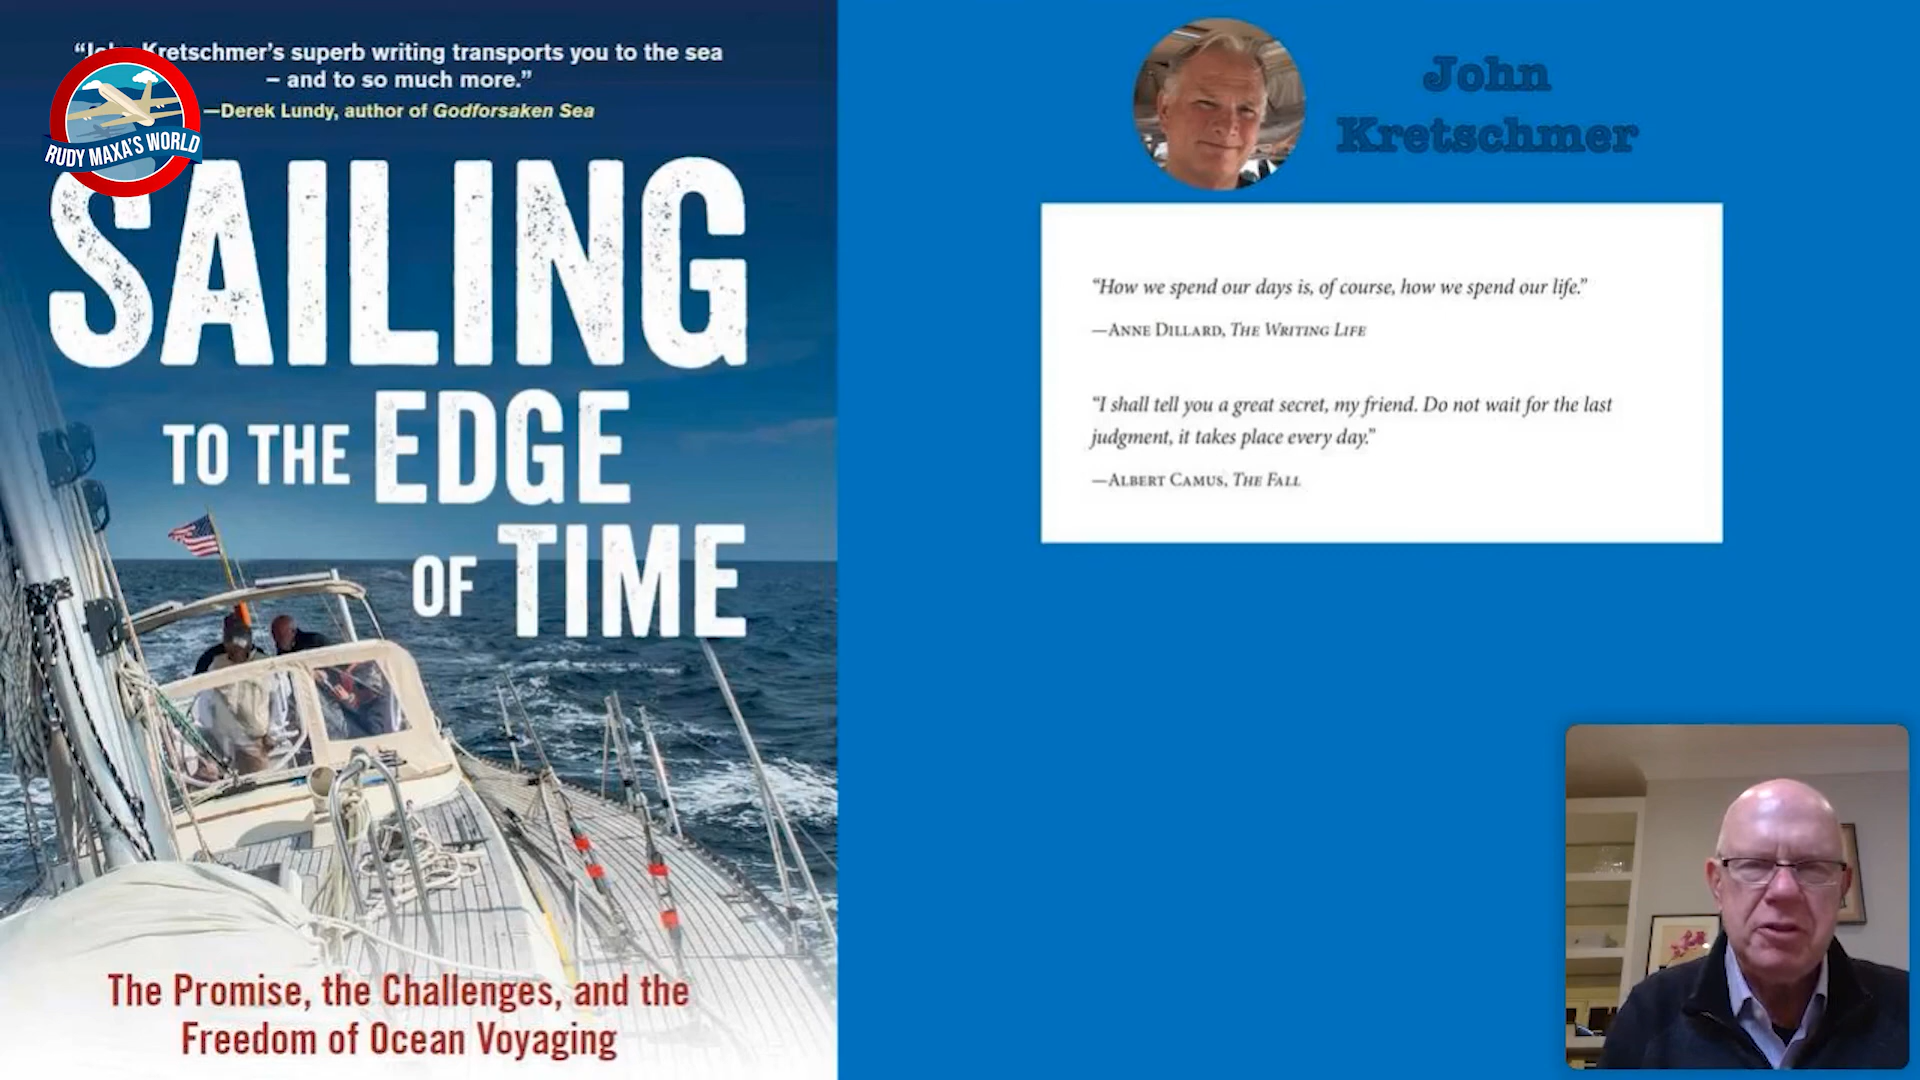 “John Kretschmer’s superb writing transports you to the sea
– and to so much more.”
—Derek Lundy, author of Godforsaken Sea
RUDY MAXA'S WORLD
SAILING
TO THE EDGE
OF TIME
The Promise, the Challenges, and the
Freedom of Ocean Voyaging
John
Kretschmer
“How we spend our days is, of course, how we spend our life.”
—ANNE DILLARD, THE WRITING LIFE
“I shall tell you a great secret, my friend. Do not wait for the last
judgment, it takes place every day.”
—ALBERT CAMUS, THE FALL